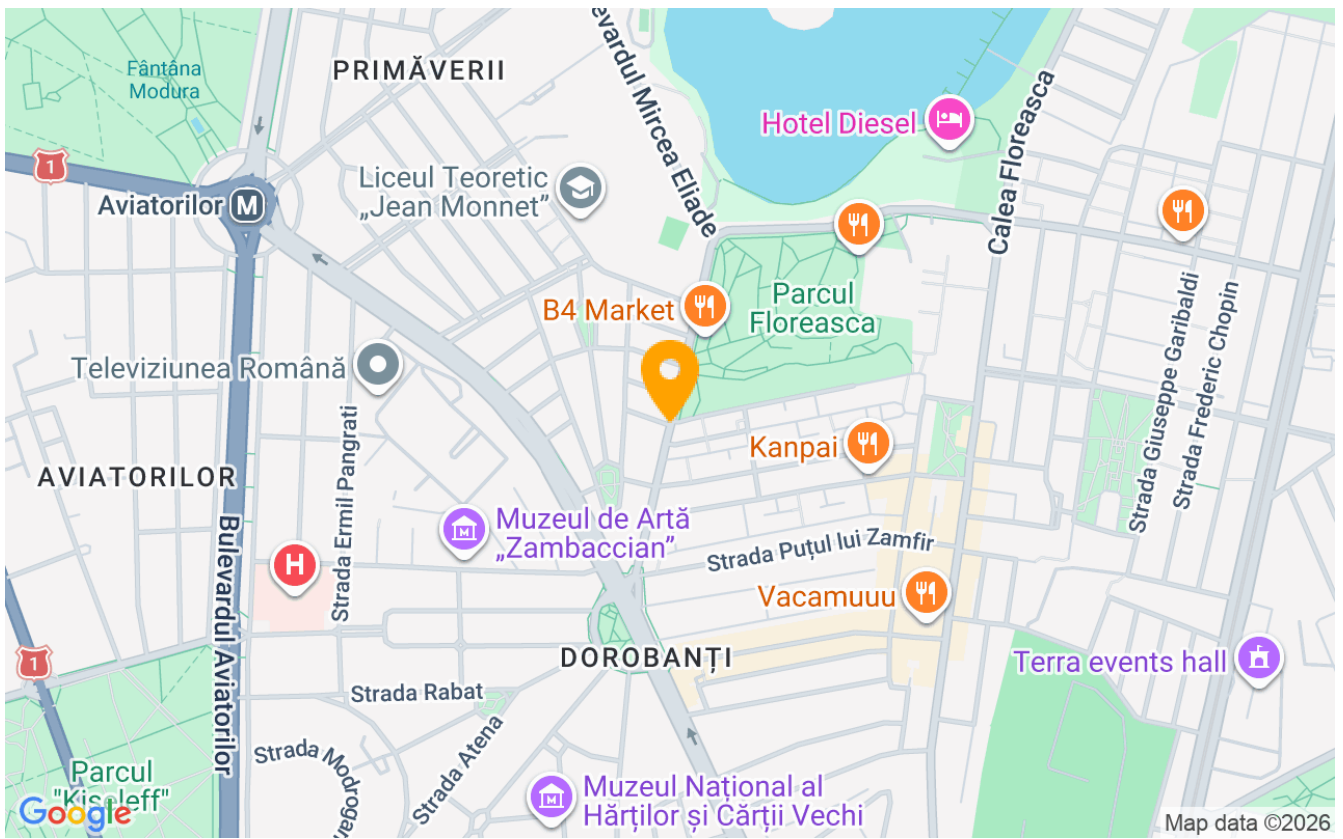 PRIMĂVERII
Fântâna
Modura
evardul Mircea Eliade
Hotel Diesel
Calea Floreasca
1
Liceul Teoretic
„Jean Monnet”
Aviatorilor M
B4 Market
Parcul
Floreasca
Strada Giuseppe Garibaldi
Strada Frederic Chopin
Televiziunea Română
Strada Ermil Pangrati
Kanpai
AVIATORILOR
Bulevardul Aviatorilor
Muzeul de Artă
„Zambaccian”
Strada Puțul lui Zamfir
H
Vacamuuu
DOROBANȚI
Terra events hall
1
Strada Rabat
Strada Atena
Strada Modrogan
Parcul
"Kiseleff"
Muzeul Național al
Hărților și Cărții Vechi
Google
Map data ©2026